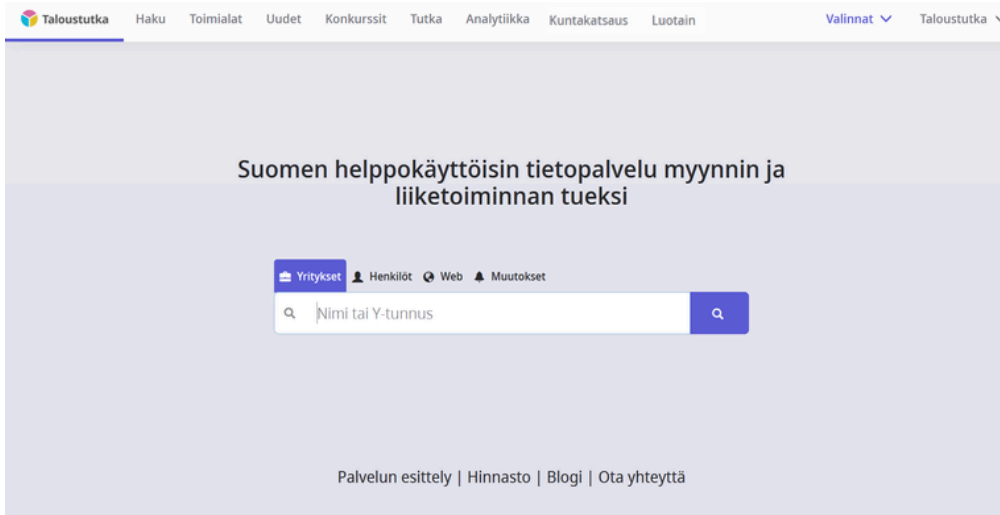 Taloustutka Haku Toimialat Uudet Konkurssit Tutka Analytiikka Kuntakatsaus Luotain Valinnat Taloustutka
Suomen helppokäyttöisin tietopalvelu myynnin ja
liiketoiminnan tueksi
Yritykset Henkilöt Web Muutokset
Nimi tai Y-tunnus
Palvelun esittely | Hinnasto | Blogi | Ota yhteyttä